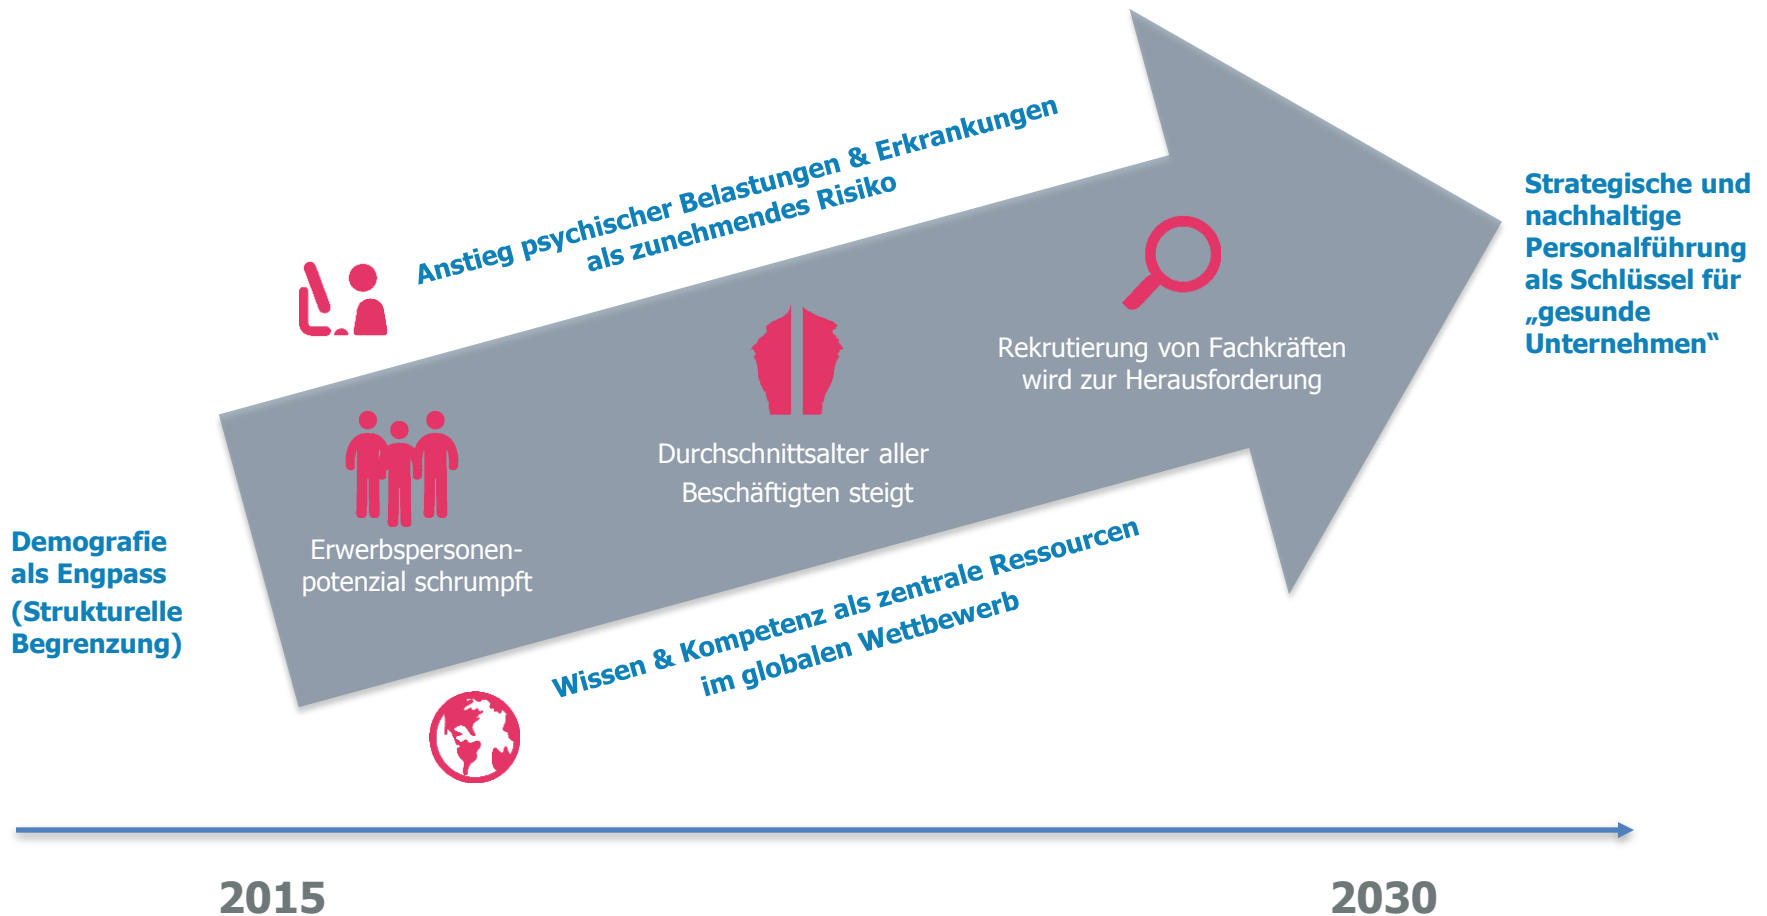 Anstieg psychischer Belastungen & Erkrankungen
als zunehmendes Risiko
Strategische und
nachhaltige
Personalführung
als Schlüssel für
„gesunde
Unternehmen“
Rekrutierung von Fachkräften
wird zur Herausforderung
Durchschnittsalter aller
Beschäftigten steigt
Erwerbspersonen-
potenzial schrumpft
Demografie
als Engpass
(Strukturelle
Begrenzung)
Wissen & Kompetenz als zentrale Ressourcen
im globalen Wettbewerb
2015
2030